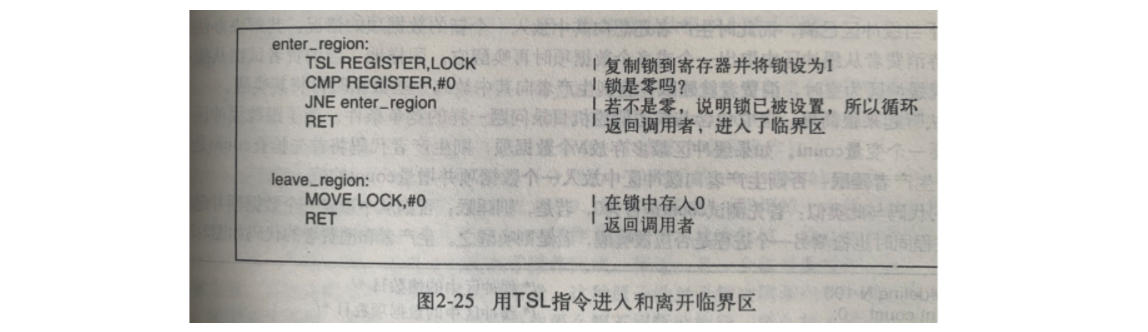 enter_region:
TSL REGISTER,LOCK | 复制锁到寄存器并将锁设为1
CMP REGISTER,#0 | 锁是零吗?
JNE enter_region | 若不是零,说明锁已被设置,所以循环
RET | 返回调用者,进入了临界区
leave_region:
MOVE LOCK,#0 | 在锁中存入0
RET | 返回调用者
图2-25 用TSL指令进入和离开临界区